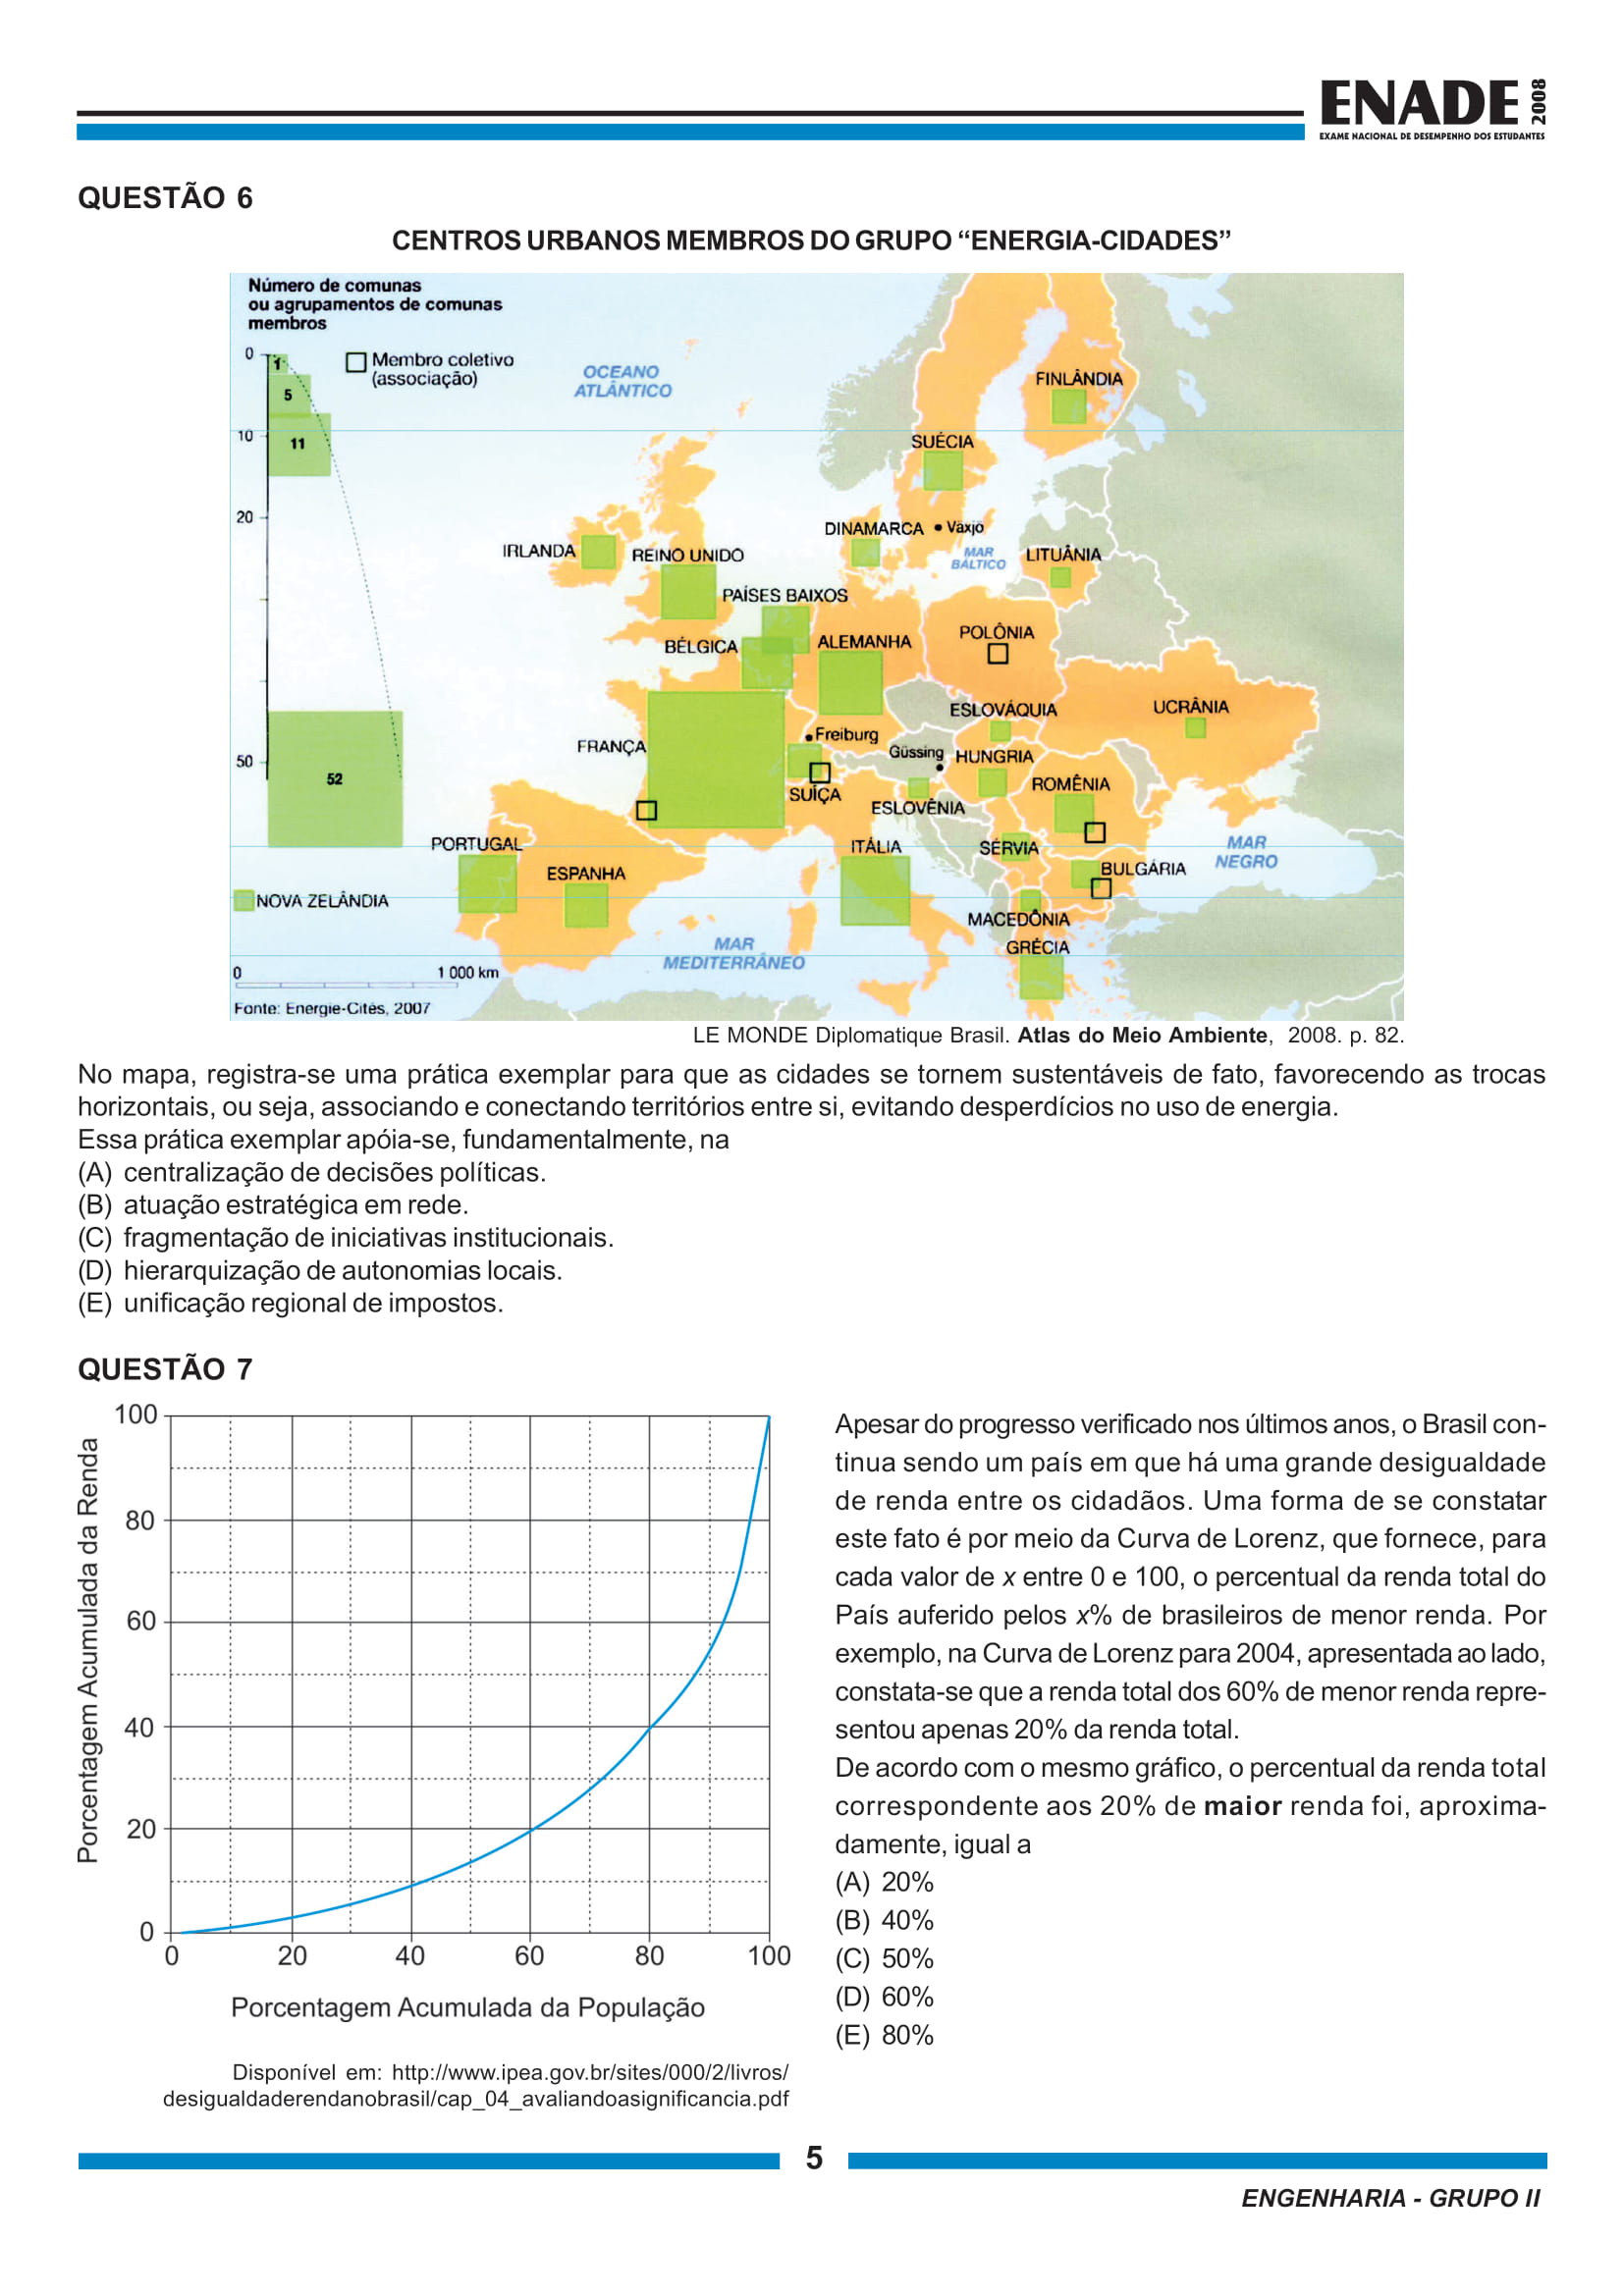 ENADE 2008
EXAME NACIONAL DE DESEMPENHO DOS ESTUDANTES
QUESTÃO 6
CENTROS URBANOS MEMBROS DO GRUPO “ENERGIA-CIDADES”
Número de comunas
ou agrupamentos de comunas
membros
0
1
5
10
11
20
50
52
Membro coletivo
(associação)
OCEANO
ATLÂNTICO
FINLÂNDIA
SUÉCIA
DINAMARCA
Växjö
MAR
BÁLTICO
LITUÂNIA
IRLANDA
REINO UNIDO
PAÍSES BAIXOS
BÉLGICA
ALEMANHA
POLÔNIA
ESLOVÁQUIA
UCRÂNIA
FRANÇA
Freiburg
Güssing
HUNGRIA
SUÍÇA
ESLOVÊNIA
ROMÊNIA
PORTUGAL
ESPANHA
ITÁLIA
SÉRVIA
MAR
NEGRO
BULGÁRIA
NOVA ZELÂNDIA
MACEDÔNIA
GRÉCIA
MAR
MEDITERRÂNEO
0
1 000 km
Fonte: Energie-Cités, 2007
LE MONDE Diplomatique Brasil. Atlas do Meio Ambiente, 2008. p. 82.
No mapa, registra-se uma prática exemplar para que as cidades se tornem sustentáveis de fato, favorecendo as trocas
horizontais, ou seja, associando e conectando territórios entre si, evitando desperdícios no uso de energia.
Essa prática exemplar apóia-se, fundamentalmente, na
(A) centralização de decisões políticas.
(B) atuação estratégica em rede.
(C) fragmentação de iniciativas institucionais.
(D) hierarquização de autonomias locais.
(E) unificação regional de impostos.
QUESTÃO 7
Porcentagem Acumulada da Renda
100
80
60
40
20
0
0 20 40 60 80 100
Porcentagem Acumulada da População
Disponível em: http://www.ipea.gov.br/sites/000/2/livros/
desigualdaderendanobrasil/cap_04_avaliandoasignificancia.pdf
Apesar do progresso verificado nos últimos anos, o Brasil con-
tinua sendo um país em que há uma grande desigualdade
de renda entre os cidadãos. Uma forma de se constatar
este fato é por meio da Curva de Lorenz, que fornece, para
cada valor de x entre 0 e 100, o percentual da renda total do
País auferido pelos x% de brasileiros de menor renda. Por
exemplo, na Curva de Lorenz para 2004, apresentada ao lado,
constata-se que a renda total dos 60% de menor renda repre-
sentou apenas 20% da renda total.
De acordo com o mesmo gráfico, o percentual da renda total
correspondente aos 20% de maior renda foi, aproxima-
damente, igual a
(A) 20%
(B) 40%
(C) 50%
(D) 60%
(E) 80%
5
ENGENHARIA - GRUPO II